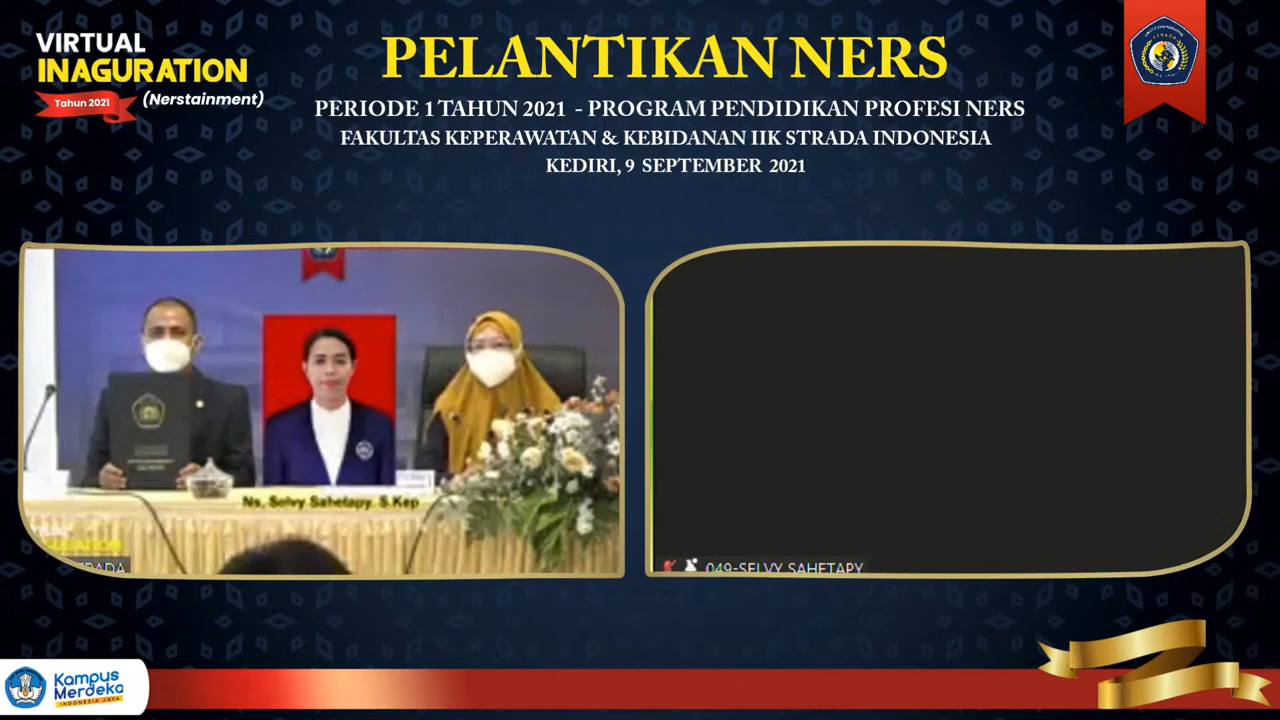 VIRTUAL
INAGURATION
Tahun 2021
(Nerstainment)
PELANTIKAN NERS
PERIODE 1 TAHUN 2021 - PROGRAM PENDIDIKAN PROFESI NERS
FAKULTAS KEPERAWATAN & KEBIDANAN IIK STRADA INDONESIA
KEDIRI, 9 SEPTEMBER 2021
STRADA
Ns. Selvy Sahetapy. S.Kep
049-SELVY SAHETAPY
Kampus
Merdeka
INDONESIA JAYA